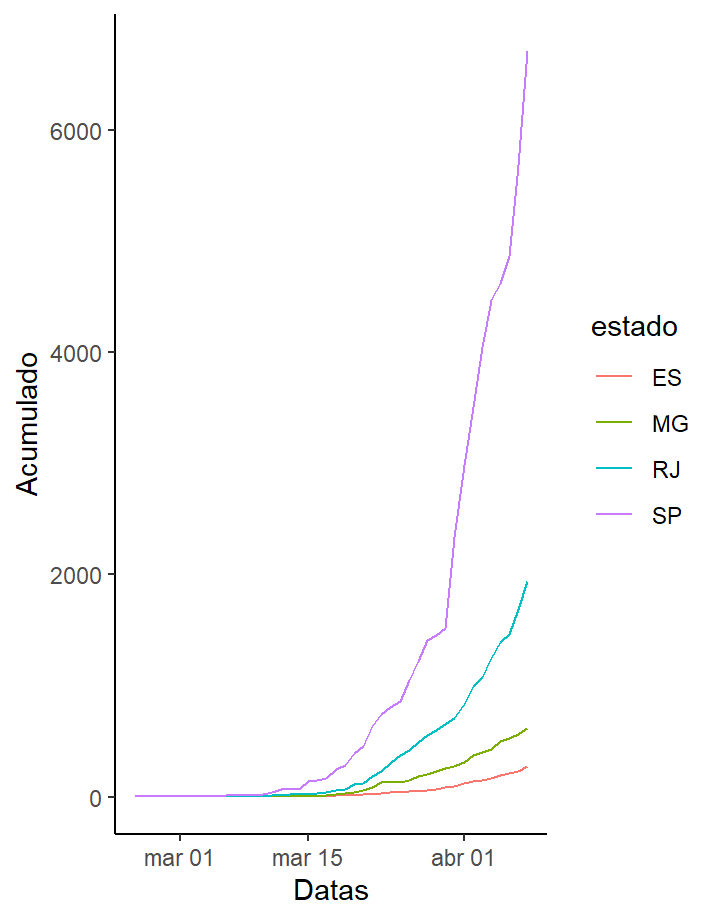 6000
4000
2000
0
Acumulado
mar 01
mar 15
abr 01
Datas
estado
ES
MG
RJ
SP